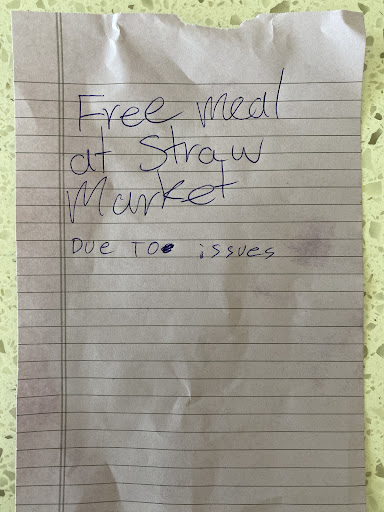 Free meal
at Straw
Market
Due To issues